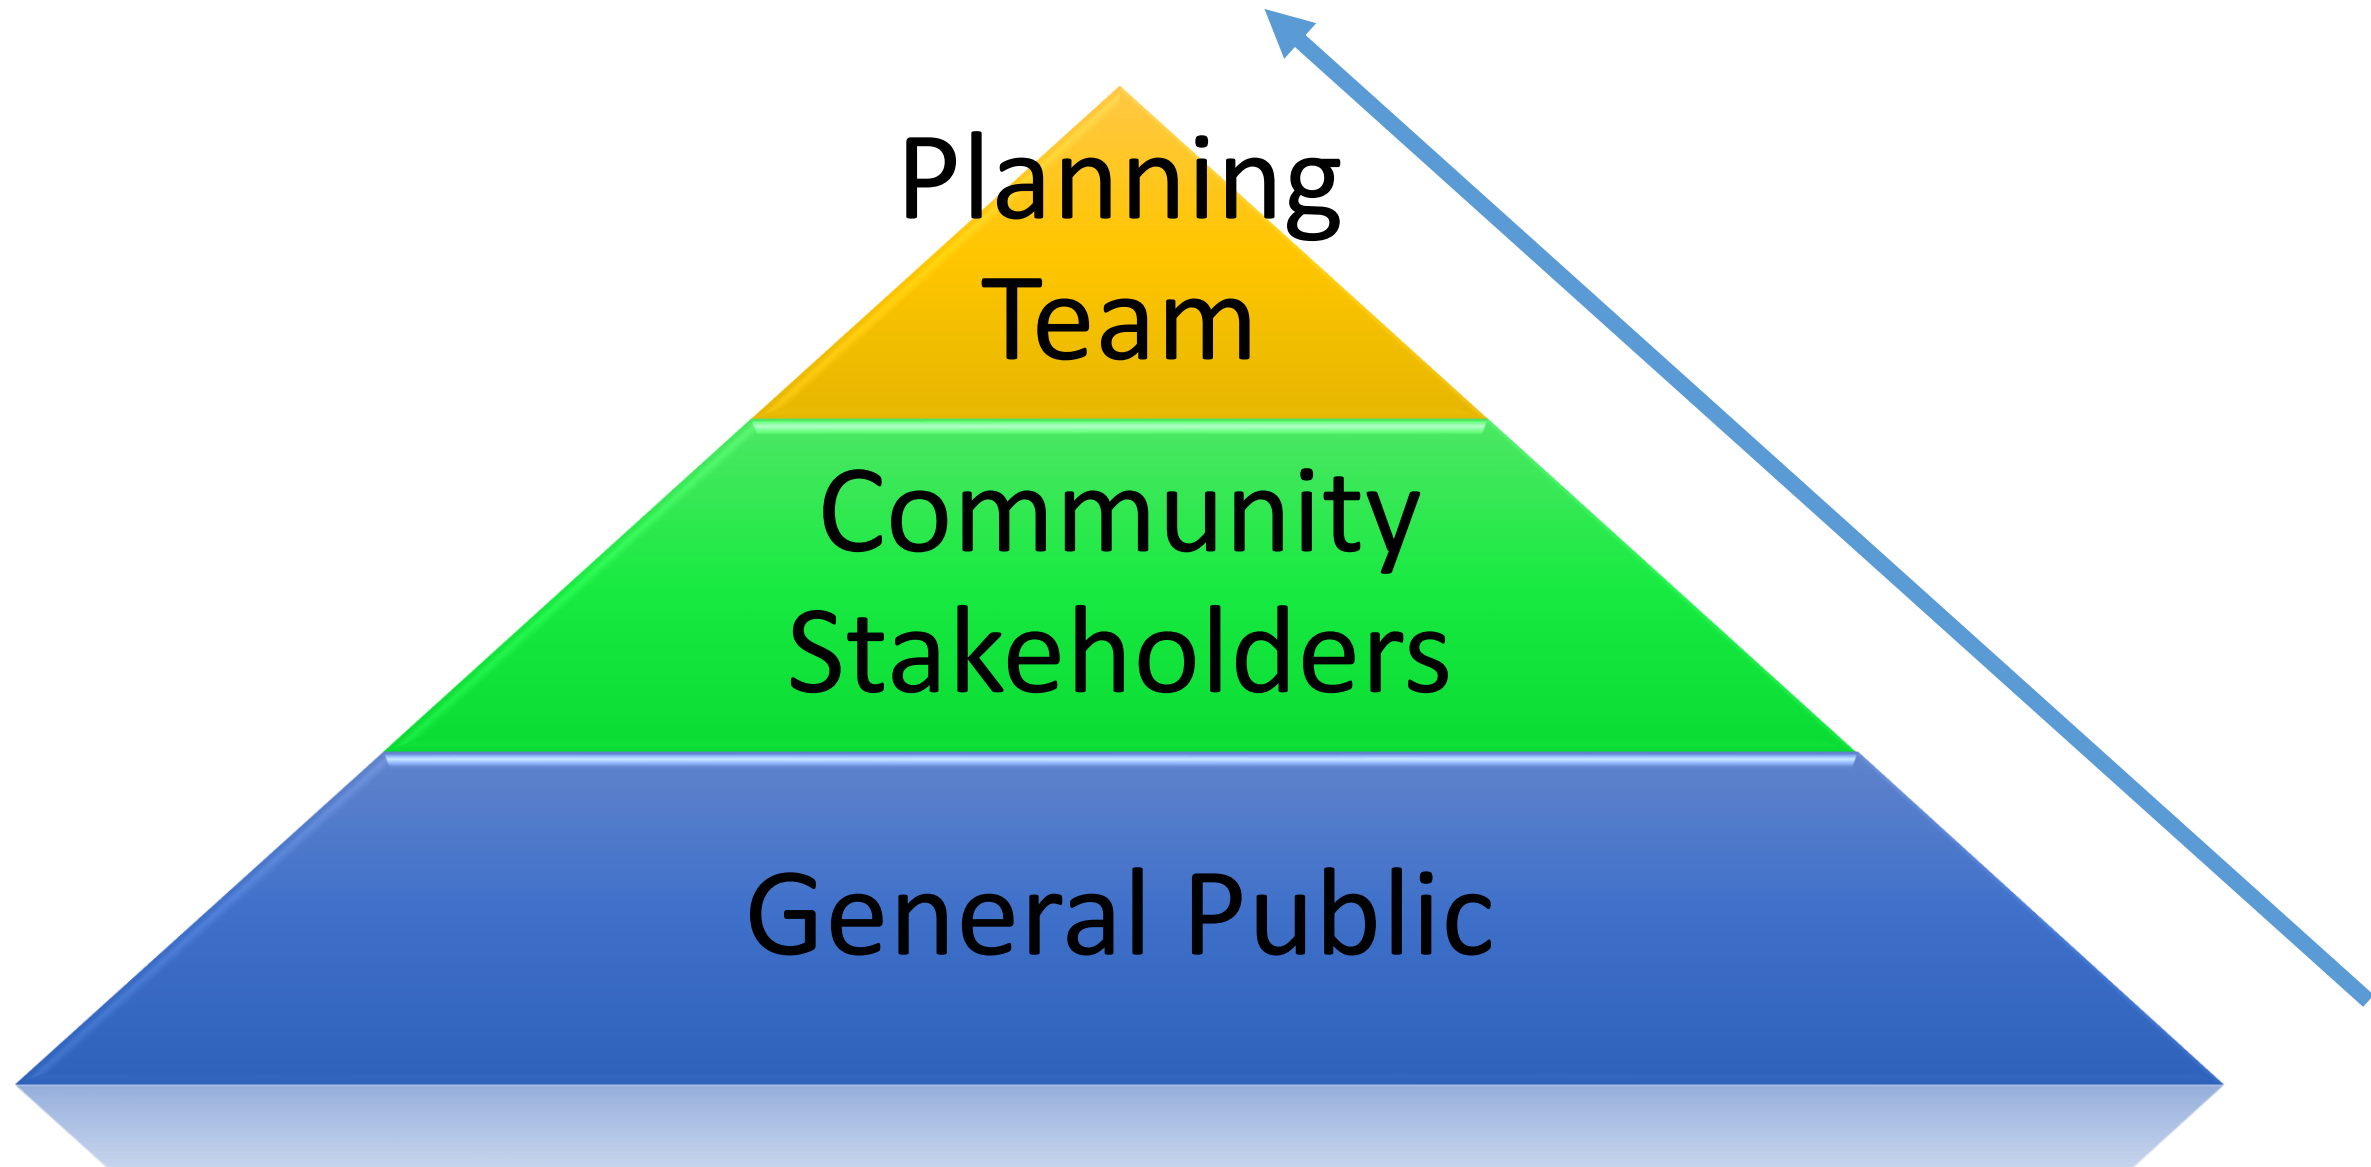 Planning
Team
Community
Stakeholders
General Public